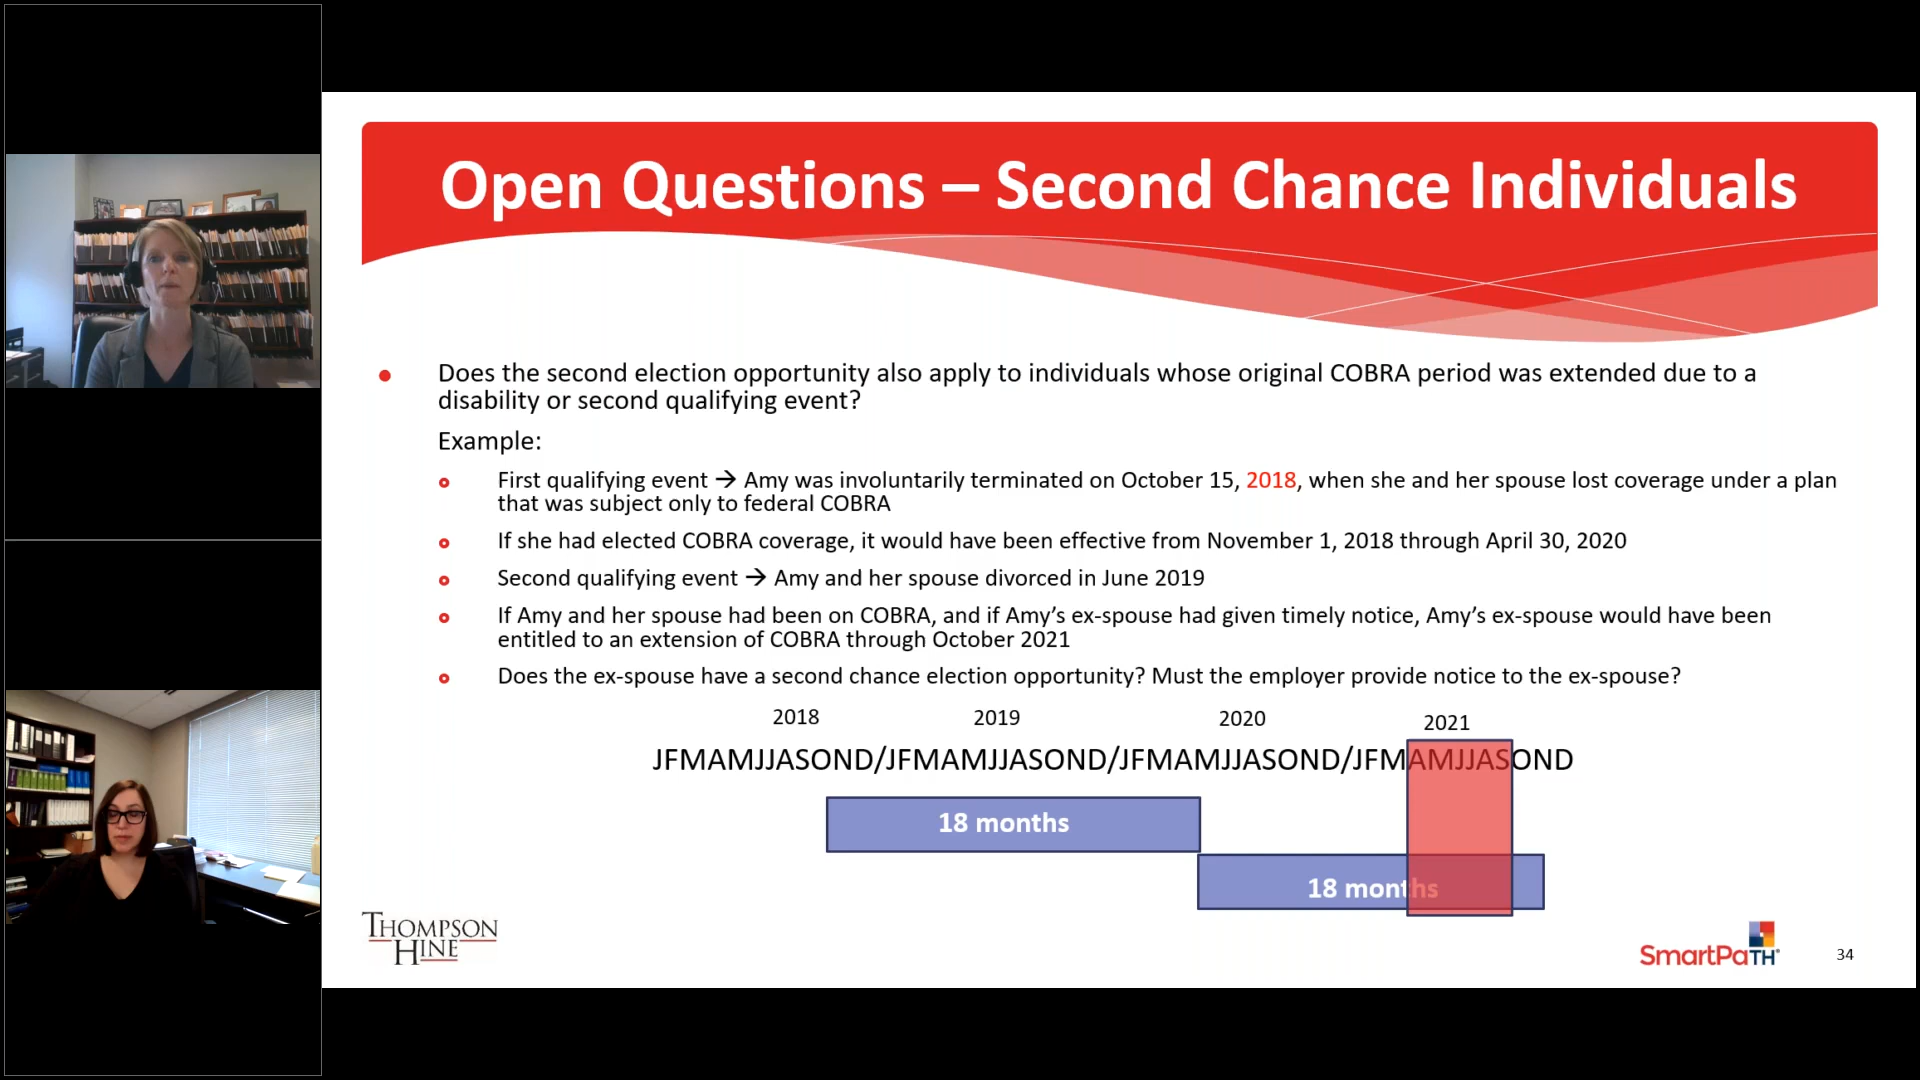 Open Questions – Second Chance Individuals
Does the second election opportunity also apply to individuals whose original COBRA period was extended due to a
disability or second qualifying event?
Example:
First qualifying event → Amy was involuntarily terminated on October 15, 2018, when she and her spouse lost coverage under a plan
that was subject only to federal COBRA
If she had elected COBRA coverage, it would have been effective from November 1, 2018 through April 30, 2020
Second qualifying event → Amy and her spouse divorced in June 2019
If Amy and her spouse had been on COBRA, and if Amy’s ex-spouse had given timely notice, Amy’s ex-spouse would have been
entitled to an extension of COBRA through October 2021
Does the ex-spouse have a second chance election opportunity? Must the employer provide notice to the ex-spouse?
2018 2019 2020 2021
JFMAMJJASOND/JFMAMJJASOND/JFMAMJJASOND/JFMAMJJASOND
18 months
18 months
THOMPSON
HINE
SmartPaTH
34